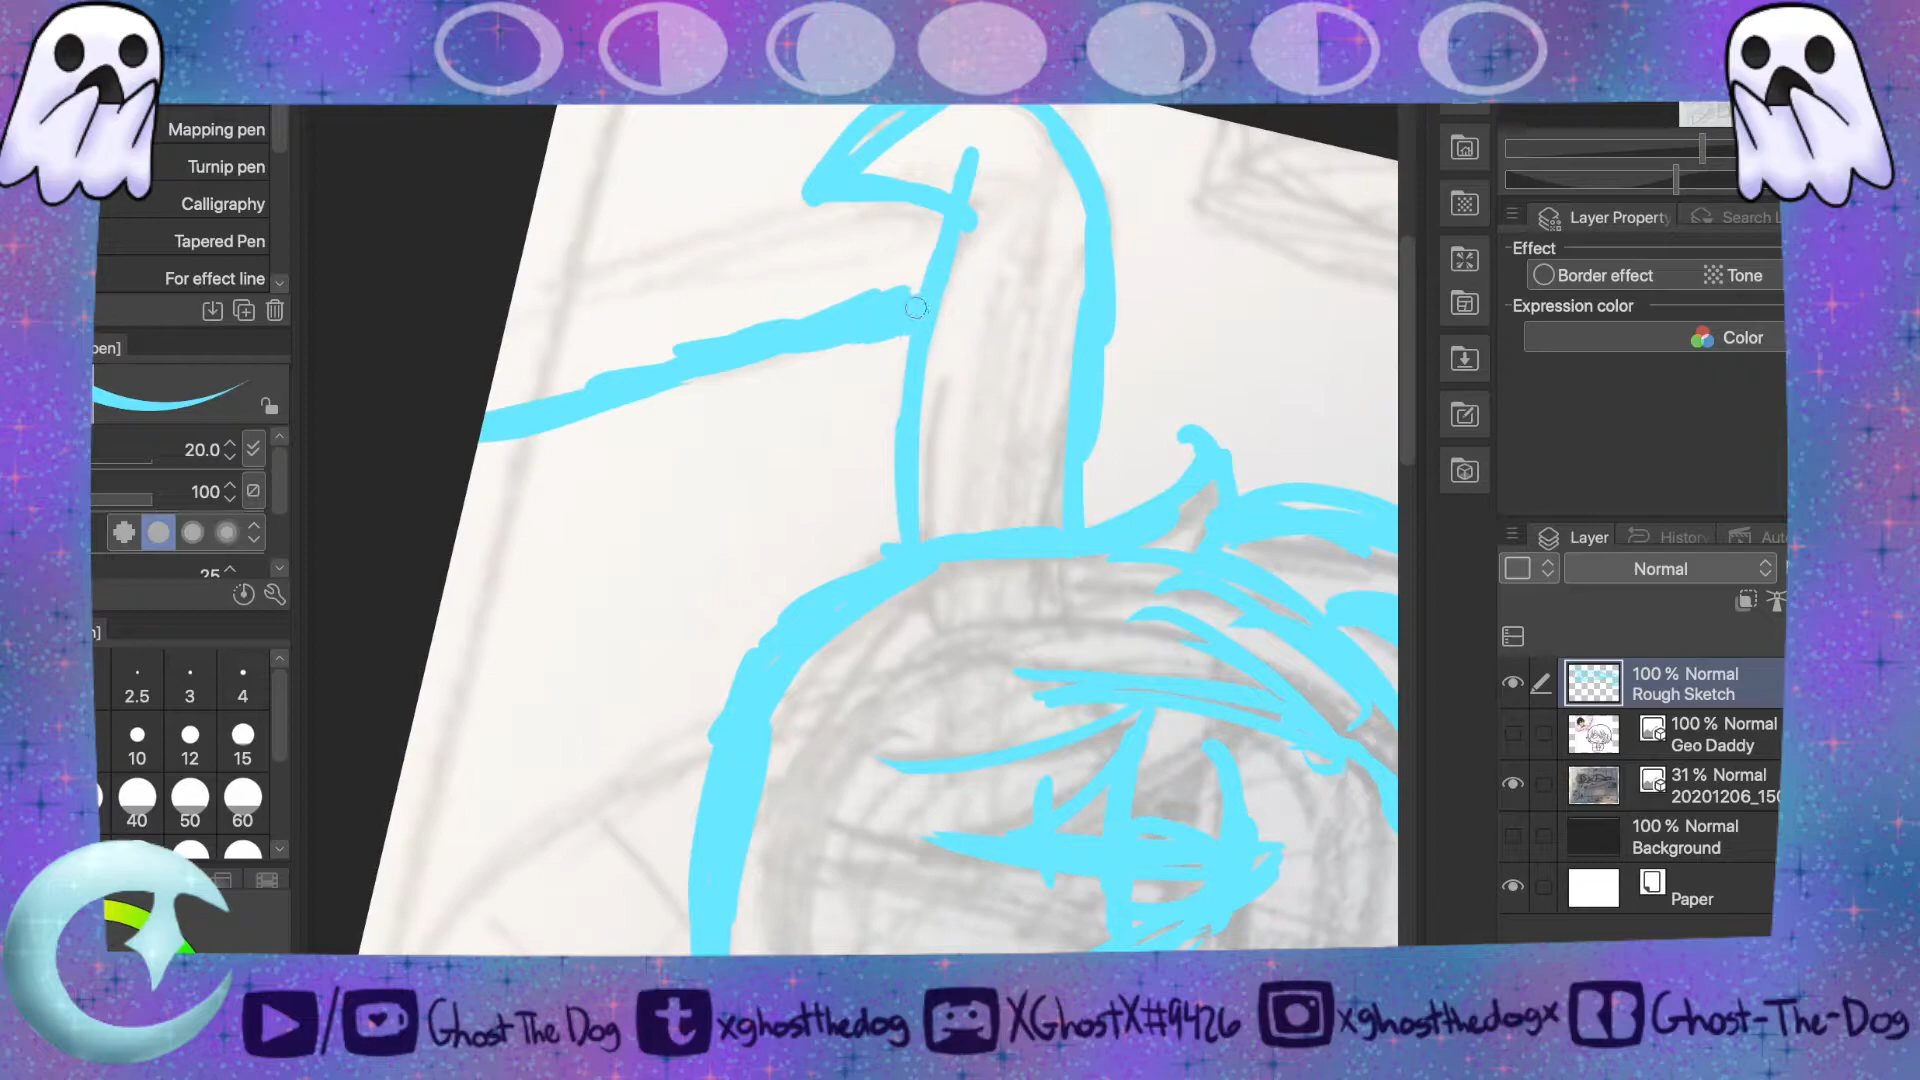 Mapping pen
Turnip pen
Calligraphy
Tapered Pen
For effect line
pen]
20.0
100
25
2.5
3
4
10
12
15
40
50
60
Layer Property
Search L
Effect
Border effect
Tone
Expression color
Color
Layer
History
Aut
Normal
100 % Normal
Rough Sketch
100 % Normal
Geo Daddy
31 % Normal
20201206_150
100 % Normal
Background
Paper
/ Ghost The Dog
t xghostthedog
XGhostX#9426
xghostthedogx
Ghost-The-Dog